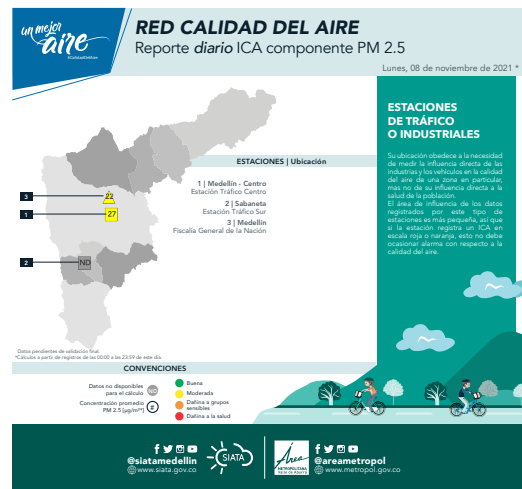 un mejor
aire
#CalidadDelAire
RED CALIDAD DEL AIRE
Reporte diario ICA componente PM 2.5
Lunes, 08 de noviembre de 2021 *
ESTACIONES
DE TRÁFICO
O INDUSTRIALES
Su ubicación obedece a la necesidad
de medir la influencia directa de las
industrias y los vehículos en la calidad
del aire de una zona en particular,
mas no de su influencia directa a la
salud de la población.
El área de influencia de los datos
registrados por este tipo de
estaciones es más pequeña, así que
si la estación registra un ICA en
escala roja o naranja, esto no debe
ocasionar alarma con respecto a la
calidad del aire.
ESTACIONES | Ubicación
1 | Medellín - Centro
Estación Tráfico Centro
2 | Sabaneta
Estación Tráfico Sur
3 | Medellín
Fiscalía General de la Nación
3
22
1
27
2
ND
Datos pendientes de validación final.
*Cálculos a partir de registros de las 00:00 a las 23:59 de este día.
CONVENCIONES
Datos no disponibles
para el cálculo
ND
Concentración promedio
PM 2.5 [µg/m³*]
#
Buena
Moderada
Dañina a grupos
sensibles
Dañina a la salud
@siatamedellin
www.siata.gov.co
SIATA
Área
METROPOLITANA
Valle de Aburrá
@areametropol
www.metropol.gov.co